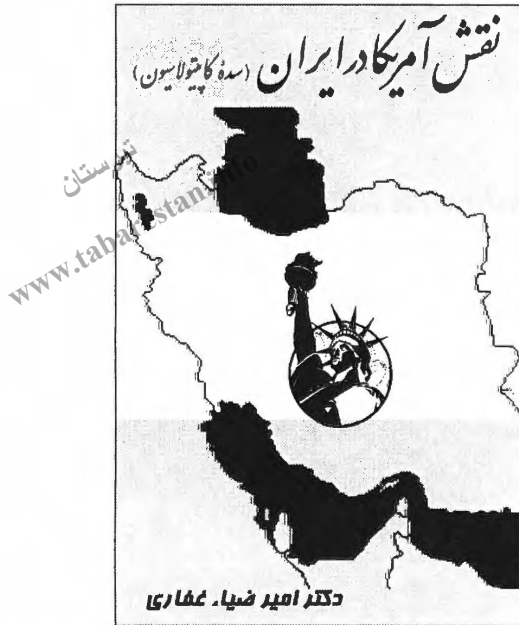 نقش آمریکا در ایران (سدهٔ کاپیتولاسیون)
تبرستان
www.tabarestan.info
دکتر امیر ضیاء غفاری